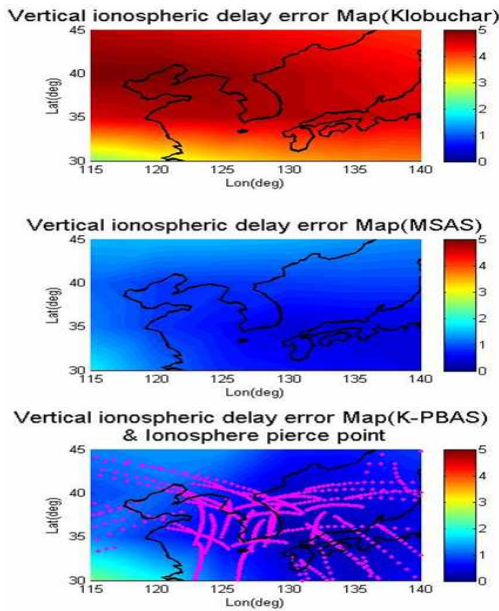 Vertical ionospheric delay error Map(Klobuchar)
45
40
35
30
Lat(deg)
115 120 125 130 135 140
Lon(deg)
5
4
3
2
1
0
Vertical ionospheric delay error Map(MSAS)
45
40
35
30
Lat(deg)
115 120 125 130 135 140
Lon(deg)
5
4
3
2
1
0
Vertical ionospheric delay error Map(K-PBAS)
& Ionosphere pierce point
45
40
35
30
Lat(deg)
115 120 125 130 135 140
Lon(deg)
5
4
3
2
1
0